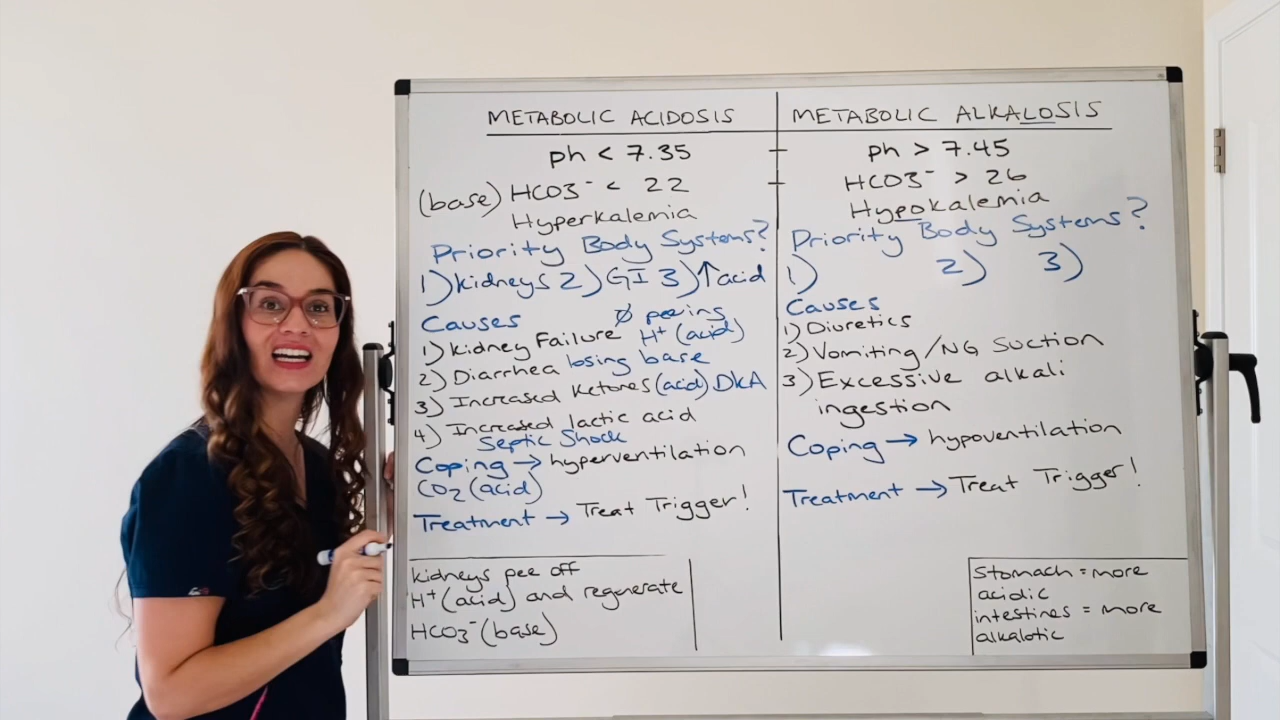 METABOLIC ACIDOSIS
ph < 7.35
(base) HCO3⁻ < 22
Hyperkalemia
Priority Body Systems?
1) kidneys 2) GI 3) ↑ acid
Causes Ø peeing
1) Kidney Failure H⁺ (acid)
2) Diarrhea losing base
3) Increased Ketones (acid) DKA
4) Increased lactic acid
Septic Shock
Coping → hyperventilation
CO2 (acid)
Treatment → Treat Trigger!
kidneys pee off
H⁺ (acid) and regenerate
HCO3⁻ (base)
METABOLIC ALKALOSIS
ph > 7.45
HCO3⁻ > 26
Hypokalemia
Priority Body Systems?
1) 2) 3)
Causes
1) Diuretics
2) Vomiting/NG Suction
3) Excessive alkali
ingestion
Coping → hypoventilation
Treatment → Treat Trigger!
Stomach = more
acidic
intestines = more
alkalotic